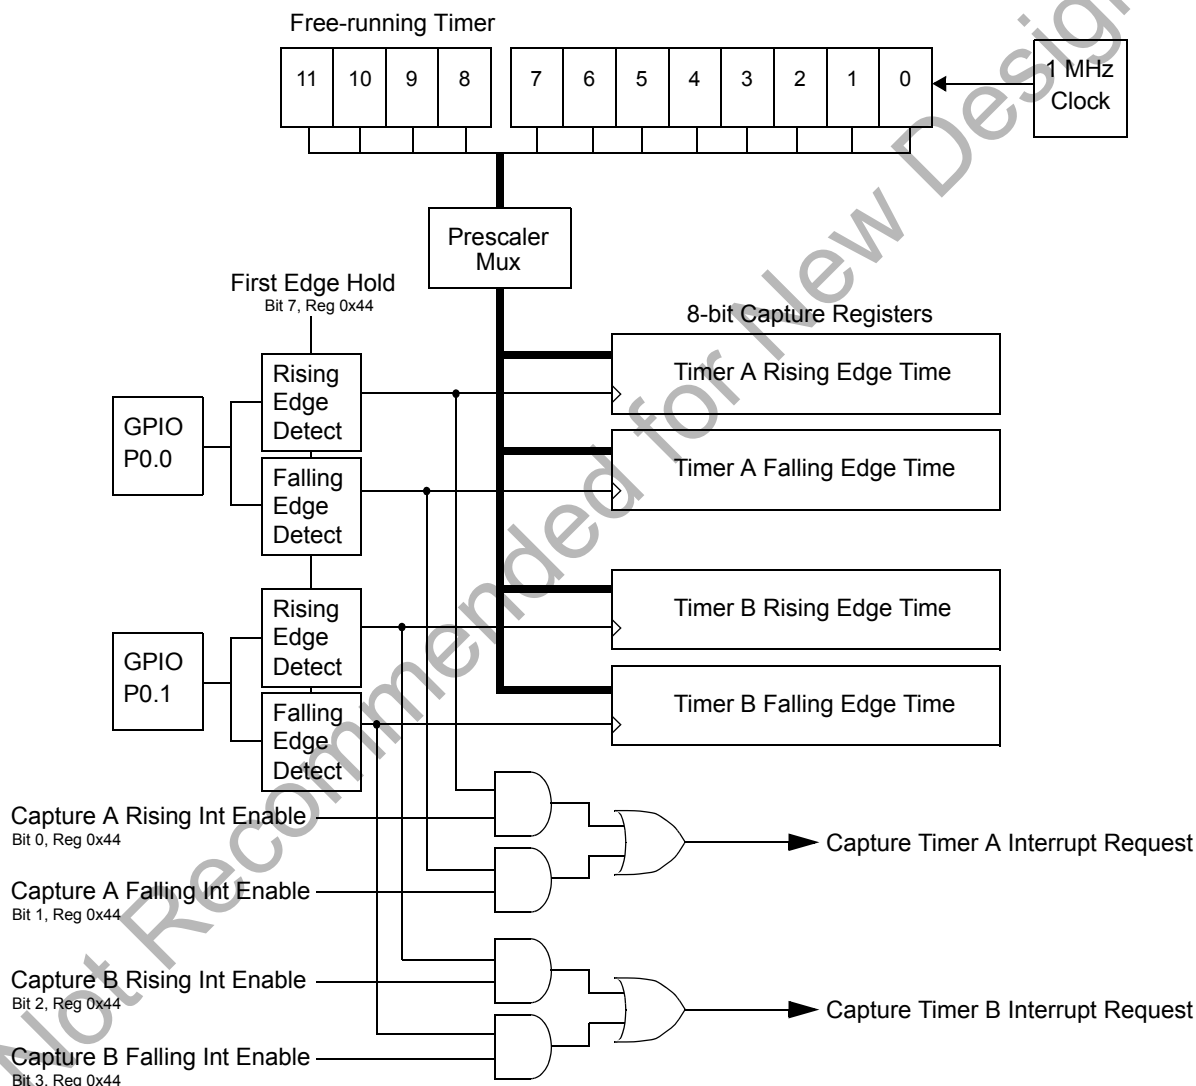 Free-running Timer
11 10 9 8 7 6 5 4 3 2 1 0
1 MHz
Clock
Prescaler
Mux
First Edge Hold
Bit 7, Reg 0x44
8-bit Capture Registers
Rising
Edge
Detect
Timer A Rising Edge Time
GPIO
P0.0
Falling
Edge
Detect
Timer A Falling Edge Time
Rising
Edge
Detect
Timer B Rising Edge Time
GPIO
P0.1
Falling
Edge
Detect
Timer B Falling Edge Time
Capture A Rising Int Enable
Bit 0, Reg 0x44
Capture Timer A Interrupt Request
Capture A Falling Int Enable
Bit 1, Reg 0x44
Capture B Rising Int Enable
Bit 2, Reg 0x44
Capture Timer B Interrupt Request
Capture B Falling Int Enable
Bit 3, Reg 0x44
Not Recommended for New Design